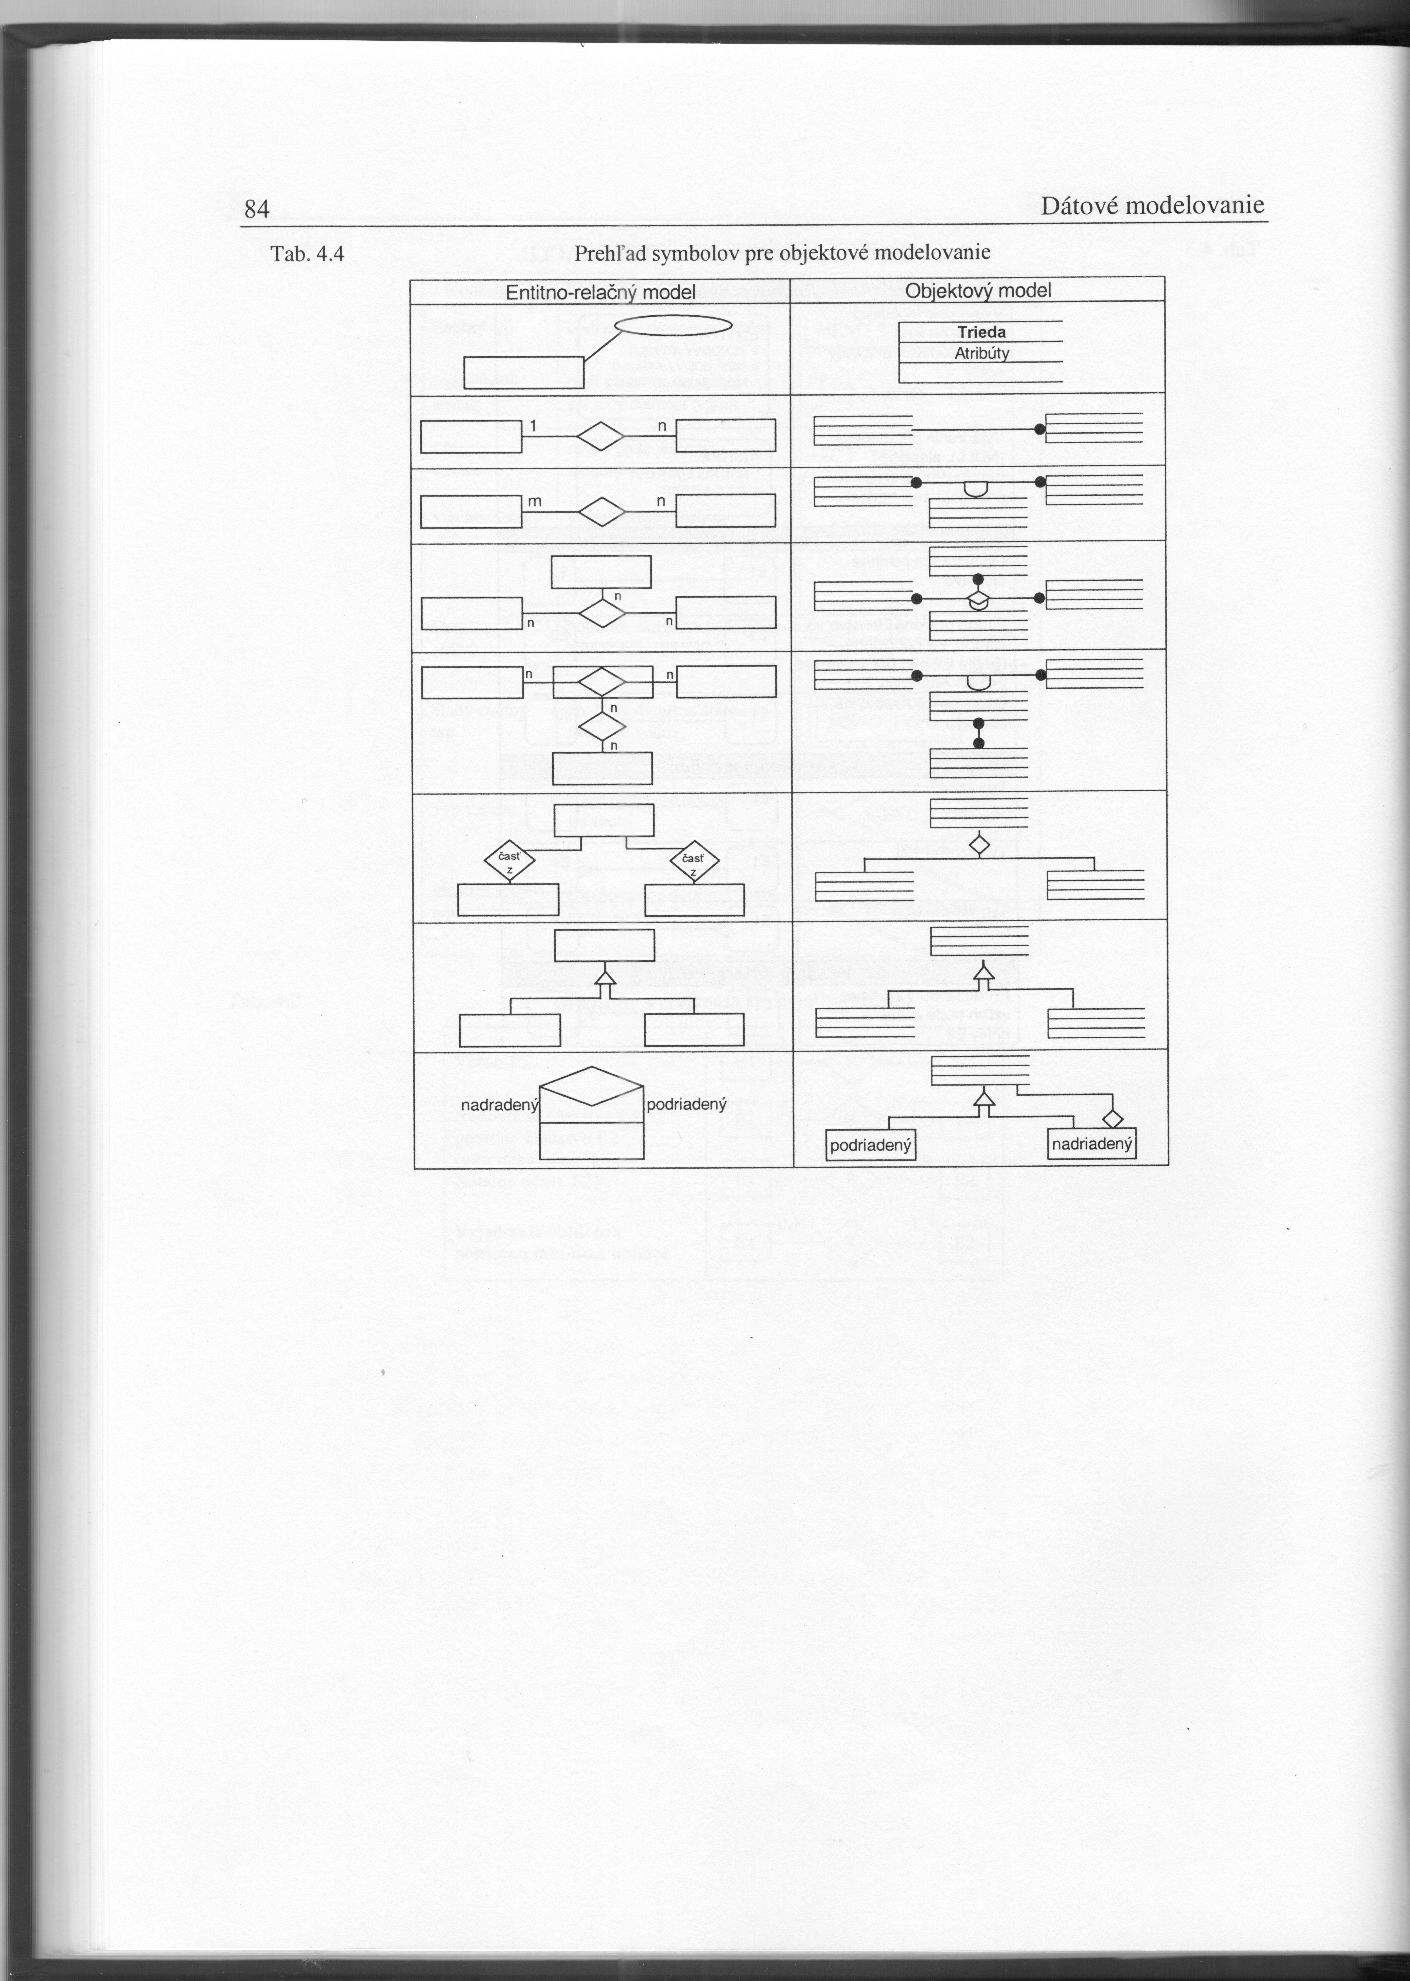 84 Dátové modelovanie
Tab. 4.4 Prehľad symbolov pre objektové modelovanie
Entitno-relačný model Objektový model
Trieda
Atribúty
1 n
m n
n
n n
n n
n
n
časť
z
časť
z
nadradený podriadený
podriadený nadriadený